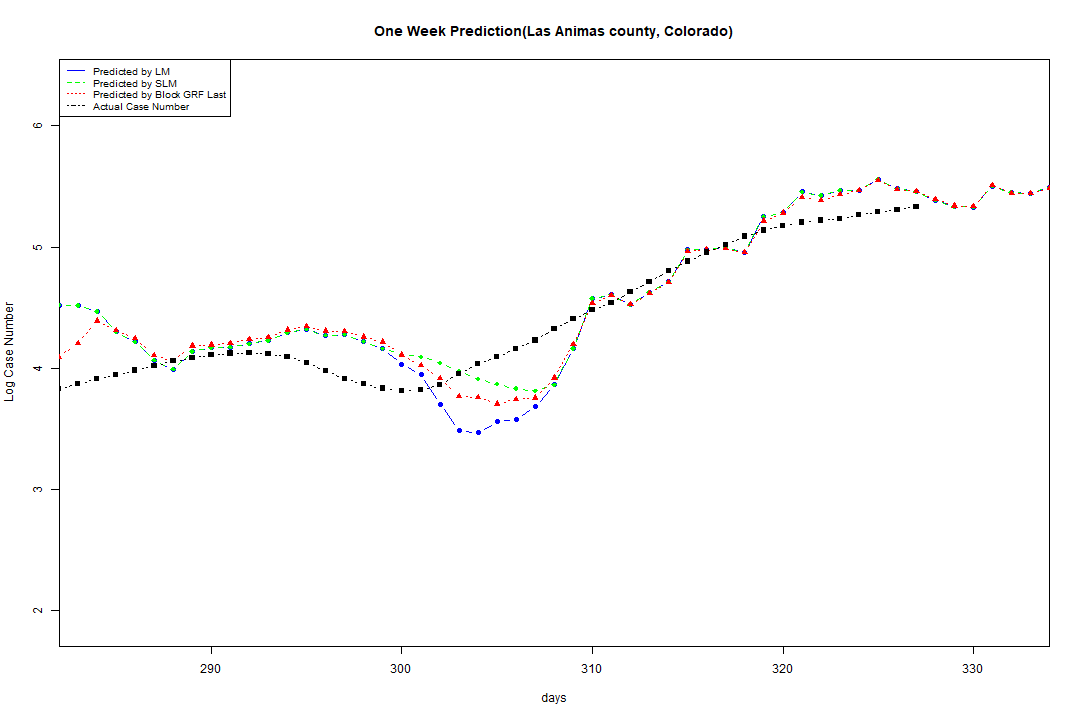 One Week Prediction(Las Animas county, Colorado)
Predicted by LM
Predicted by SLM
Predicted by Block GRF Last
Actual Case Number
6
5
4
3
2
Log Case Number
290 300 310 320 330
days